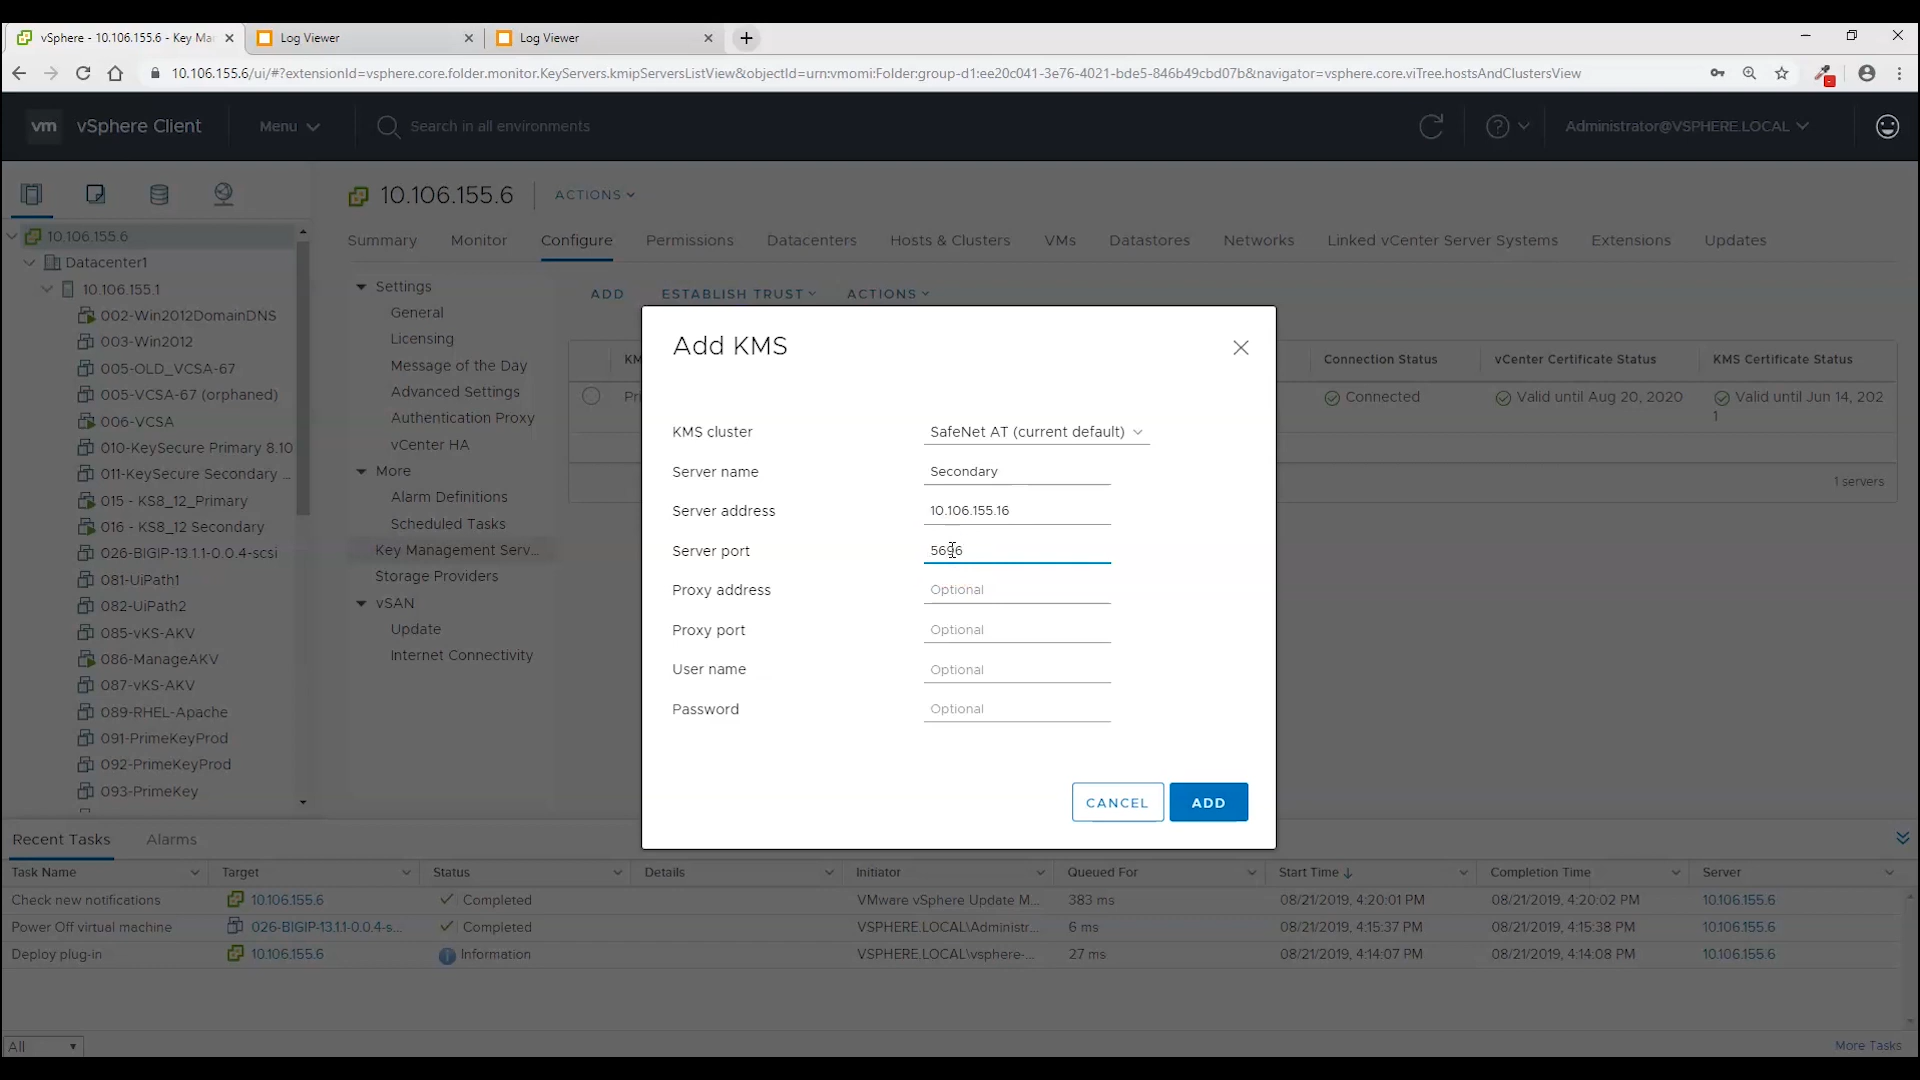 vSphere - 10.106.155.6 - Key Ma
Log Viewer
Log Viewer
10.106.155.6/ui/#?extensionId=vsphere.core.folder.monitor.KeyServers.kmipServersListView&objectId=urn:vmomi:Folder:group-d1:ee20c041-3e76-4021-bde5-846b49cbd07b&navigator=vsphere.core.viTree.hostsAndClustersView
vm vSphere Client
Menu
Search in all environments
Administrator@VSPHERE.LOCAL
10.106.155.6
Datacenter1
10.106.155.1
002-Win2012DomainDNS
003-Win2012
005-OLD_VCSA-67
005-VCSA-67 (orphaned)
006-VCSA
010-KeySecure Primary 8.10
011-KeySecure Secondary ...
015 - KS8_12_Primary
016 - KS8_12 Secondary
026-BIGIP-13.1.1-0.0.4-scsi
081-UiPath1
082-UiPath2
085-vKS-AKV
086-ManageAKV
087-vKS-AKV
089-RHEL-Apache
091-PrimeKeyProd
092-PrimeKeyProd
093-PrimeKey
10.106.155.6
ACTIONS
Summary Monitor Configure Permissions Datacenters Hosts & Clusters VMs Datastores Networks Linked vCenter Server Systems Extensions Updates
Settings
General
Licensing
Message of the Day
Advanced Settings
Authentication Proxy
vCenter HA
More
Alarm Definitions
Scheduled Tasks
Key Management Serv...
Storage Providers
vSAN
Update
Internet Connectivity
ADD ESTABLISH TRUST ACTIONS
KM Connection Status vCenter Certificate Status KMS Certificate Status
Pri Connected Valid until Aug 20, 2020 Valid until Jun 14, 202
1
1 servers
Add KMS
KMS cluster SafeNet AT (current default)
Server name Secondary
Server address 10.106.155.16
Server port 5696
Proxy address Optional
Proxy port Optional
User name Optional
Password Optional
CANCEL ADD
Recent Tasks Alarms
Task Name Target Status Details Initiator Queued For Start Time Completion Time Server
Check new notifications 10.106.155.6 Completed VMware vSphere Update M... 383 ms 08/21/2019, 4:20:01 PM 08/21/2019, 4:20:02 PM 10.106.155.6
Power Off virtual machine 026-BIGIP-13.1.1-0.0.4-s... Completed VSPHERE.LOCAL\Administr... 6 ms 08/21/2019, 4:15:37 PM 08/21/2019, 4:15:38 PM 10.106.155.6
Deploy plug-in 10.106.155.6 Information VSPHERE.LOCAL\vsphere-... 27 ms 08/21/2019, 4:14:07 PM 08/21/2019, 4:14:08 PM 10.106.155.6
All
More Tasks